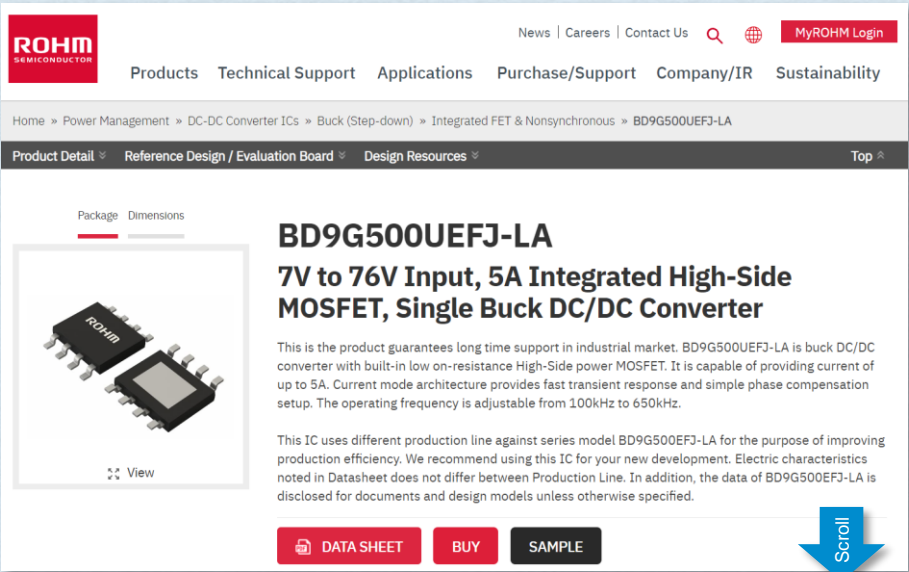 ROHM
SEMICONDUCTOR
News | Careers | Contact Us
MyROHM Login
Products Technical Support Applications Purchase/Support Company/IR Sustainability
Home » Power Management » DC-DC Converter ICs » Buck (Step-down) » Integrated FET & Nonsynchronous » BD9G500UEFJ-LA
Product Detail Reference Design / Evaluation Board Design Resources Top
Package Dimensions
ROHM
View
BD9G500UEFJ-LA
7V to 76V Input, 5A Integrated High-Side
MOSFET, Single Buck DC/DC Converter
This is the product guarantees long time support in industrial market. BD9G500UEFJ-LA is buck DC/DC
converter with built-in low on-resistance High-Side power MOSFET. It is capable of providing current of
up to 5A. Current mode architecture provides fast transient response and simple phase compensation
setup. The operating frequency is adjustable from 100kHz to 650kHz.
This IC uses different production line against series model BD9G500EFJ-LA for the purpose of improving
production efficiency. We recommend using this IC for your new development. Electric characteristics
noted in Datasheet does not differ between Production Line. In addition, the data of BD9G500EFJ-LA is
disclosed for documents and design models unless otherwise specified.
DATA SHEET BUY SAMPLE
Scroll